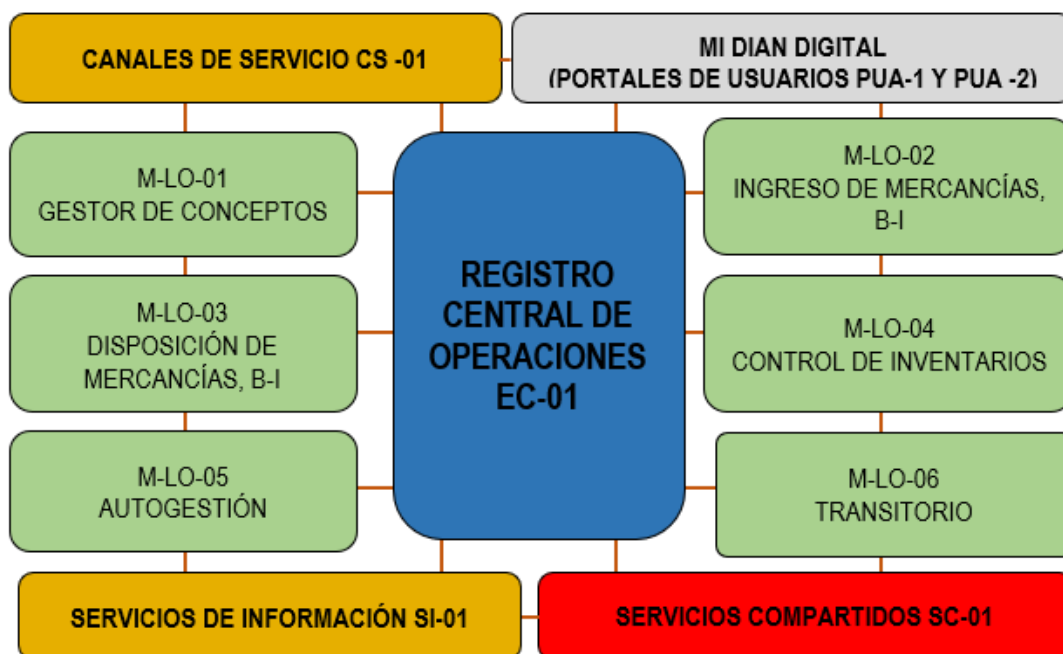 CANALES DE SERVICIO CS -01
MI DIAN DIGITAL
(PORTALES DE USUARIOS PUA-1 Y PUA -2)
M-LO-01
GESTOR DE CONCEPTOS
M-LO-02
INGRESO DE MERCANCÍAS,
B-I
REGISTRO
CENTRAL DE
OPERACIONES
EC-01
M-LO-03
DISPOSICIÓN DE
MERCANCÍAS, B-I
M-LO-04
CONTROL DE INVENTARIOS
M-LO-05
AUTOGESTIÓN
M-LO-06
TRANSITORIO
SERVICIOS DE INFORMACIÓN SI-01
SERVICIOS COMPARTIDOS SC-01